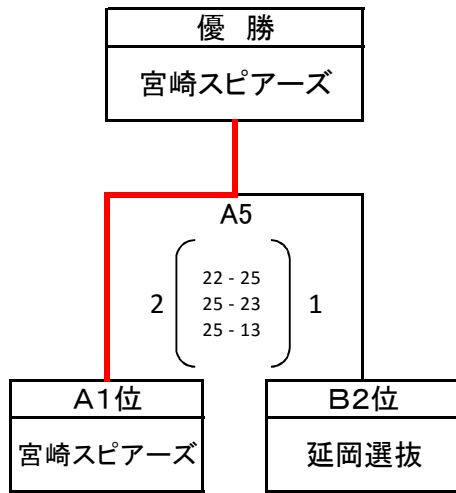 優 勝
宮崎スピアーズ
A5
22 - 25
2 25 - 23 1
25 - 13
A1位 B2位
宮崎スピアーズ 延岡選抜